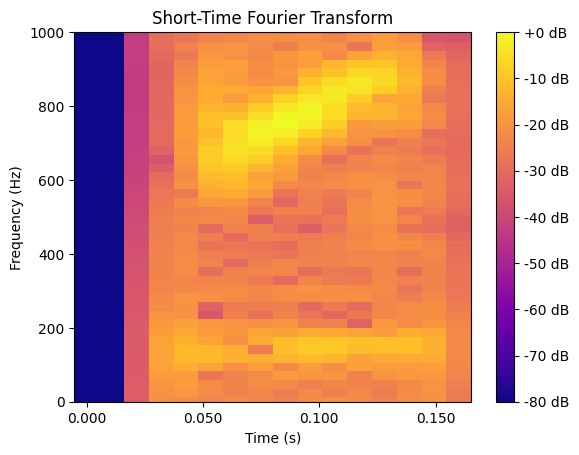 Short-Time Fourier Transform
1000
800
600
400
200
0
Frequency (Hz)
0.000
0.050
0.100
0.150
Time (s)
+0 dB
-10 dB
-20 dB
-30 dB
-40 dB
-50 dB
-60 dB
-70 dB
-80 dB